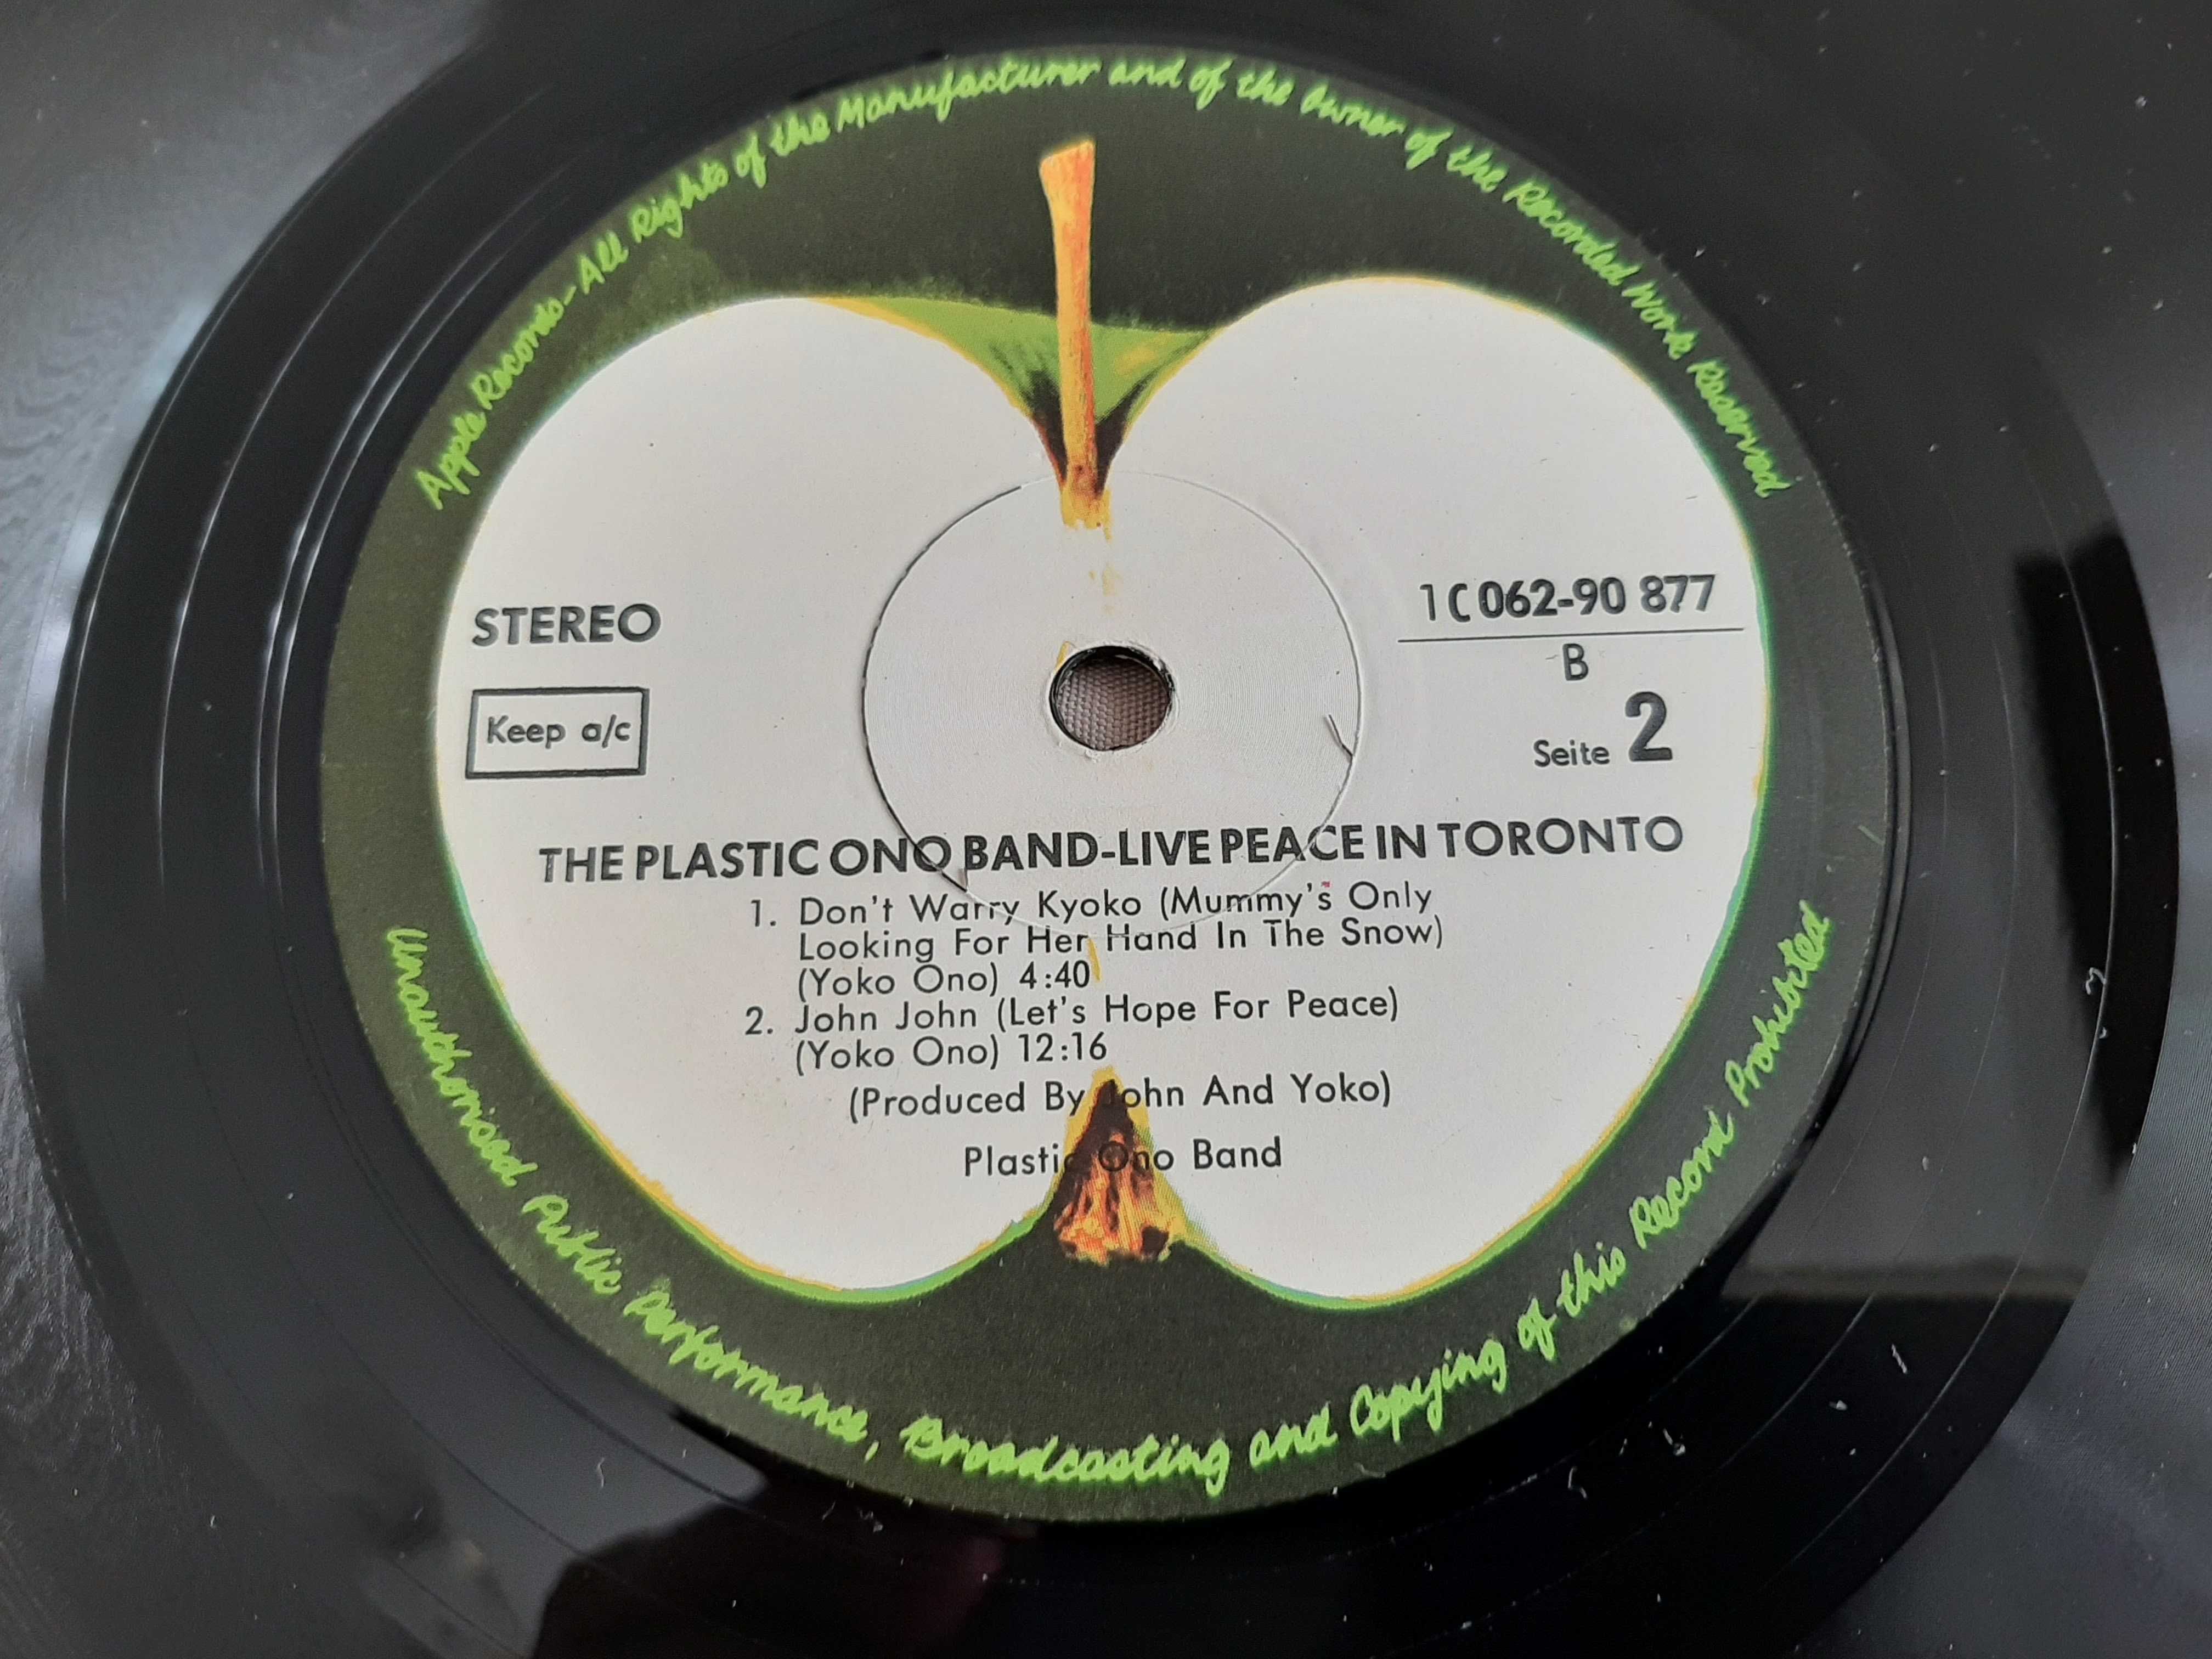 Apple Records-All Rights of the Manufacturer and of the Owner of the Recorded Work Reserved
STEREO
Keep a/c
1C 062-90 877
B
Seite 2
THE PLASTIC ONO BAND-LIVE PEACE IN TORONTO
1. Don't Warry Kyoko (Mummy's Only
Looking For Her Hand In The Snow)
(Yoko Ono) 4:40
2. John John (Let's Hope For Peace)
(Yoko Ono) 12:16
(Produced By John And Yoko)
Plastic Ono Band
Unauthorised Public Performance, Broadcasting and Copying of this Record Prohibited